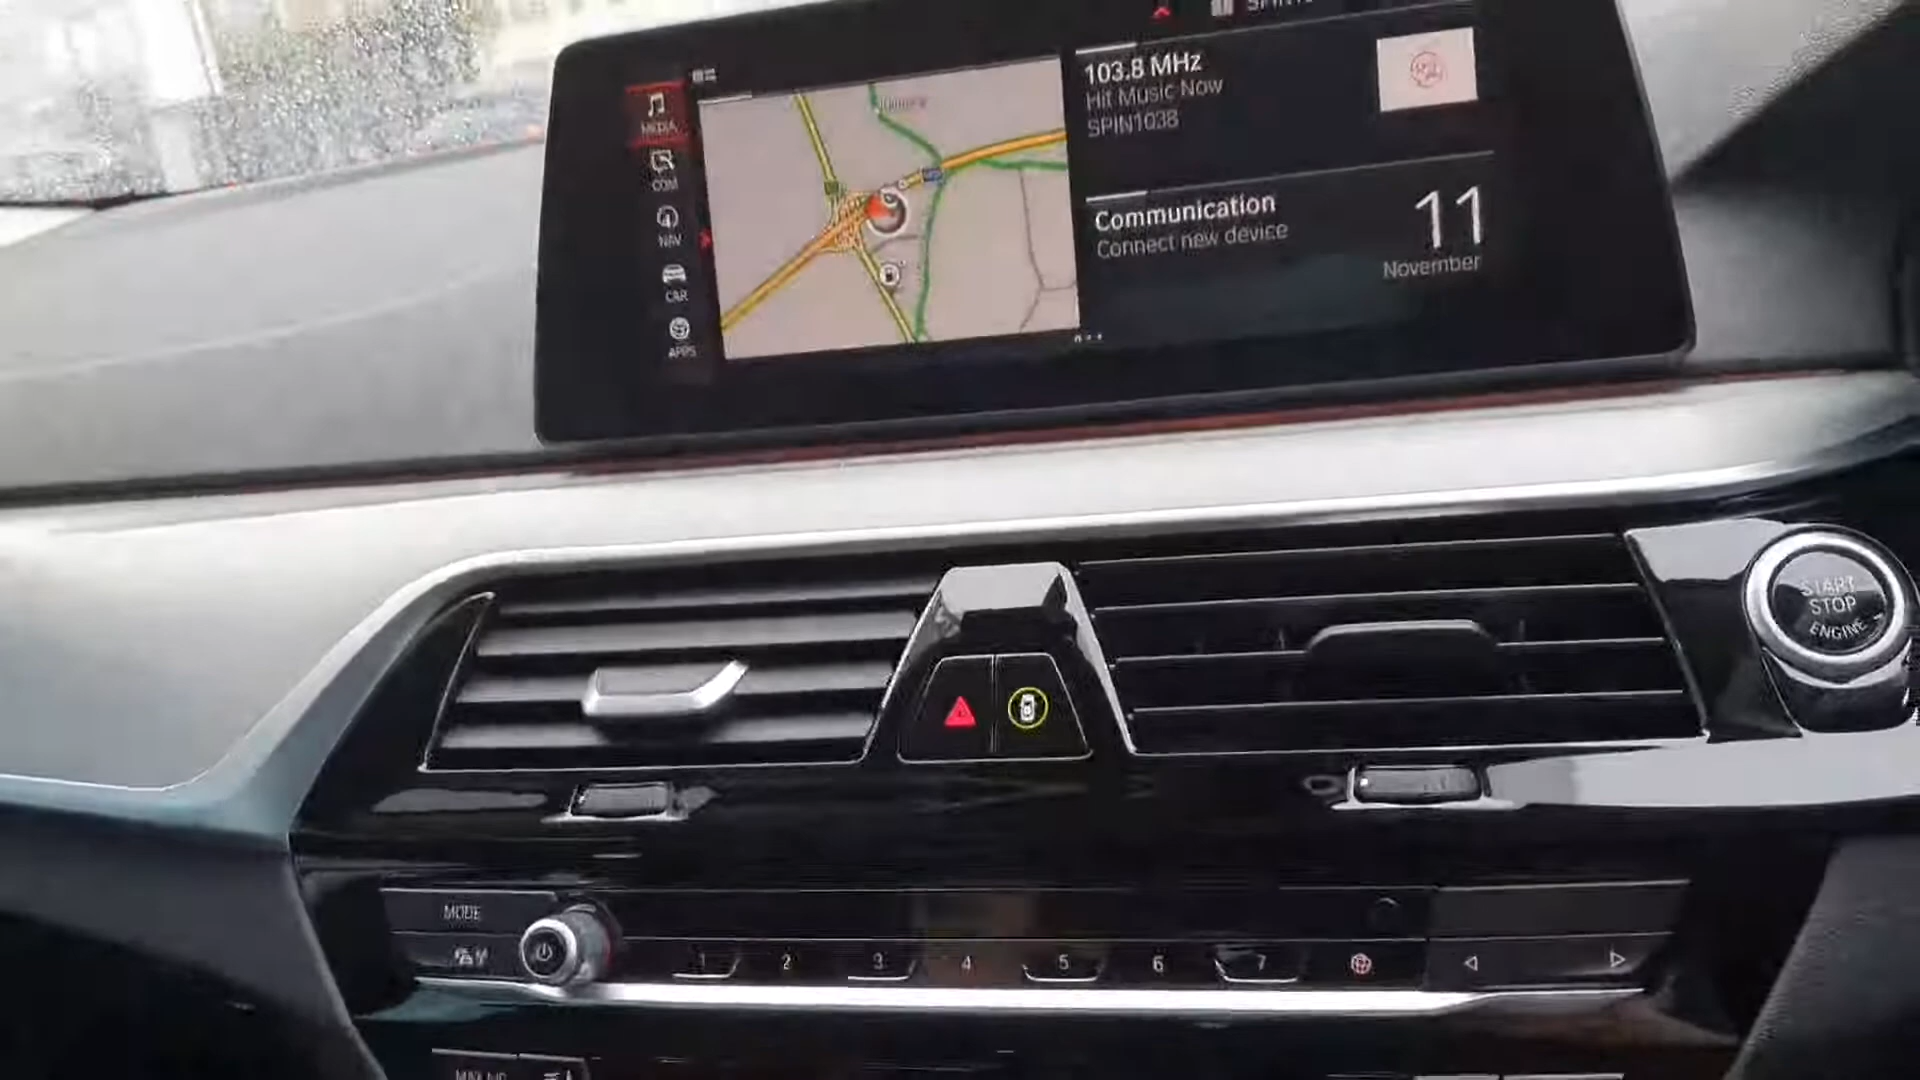 103.8 MHz
Hit Music Now
SPIN1038
MEDIA
COM
NAV
CAR
APPS
Communication
Connect new device
11
November
START
STOP
ENGINE
MODE
1
2
3
4
5
6
7